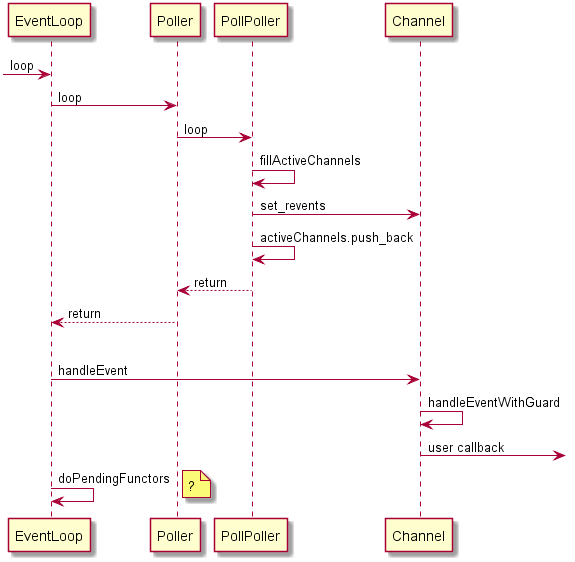 EventLoop Poller PollPoller Channel
loop
loop
loop
fillActiveChannels
set_revents
activeChannels.push_back
return
return
handleEvent
handleEventWithGuard
user callback
doPendingFunctors ?
EventLoop Poller PollPoller Channel